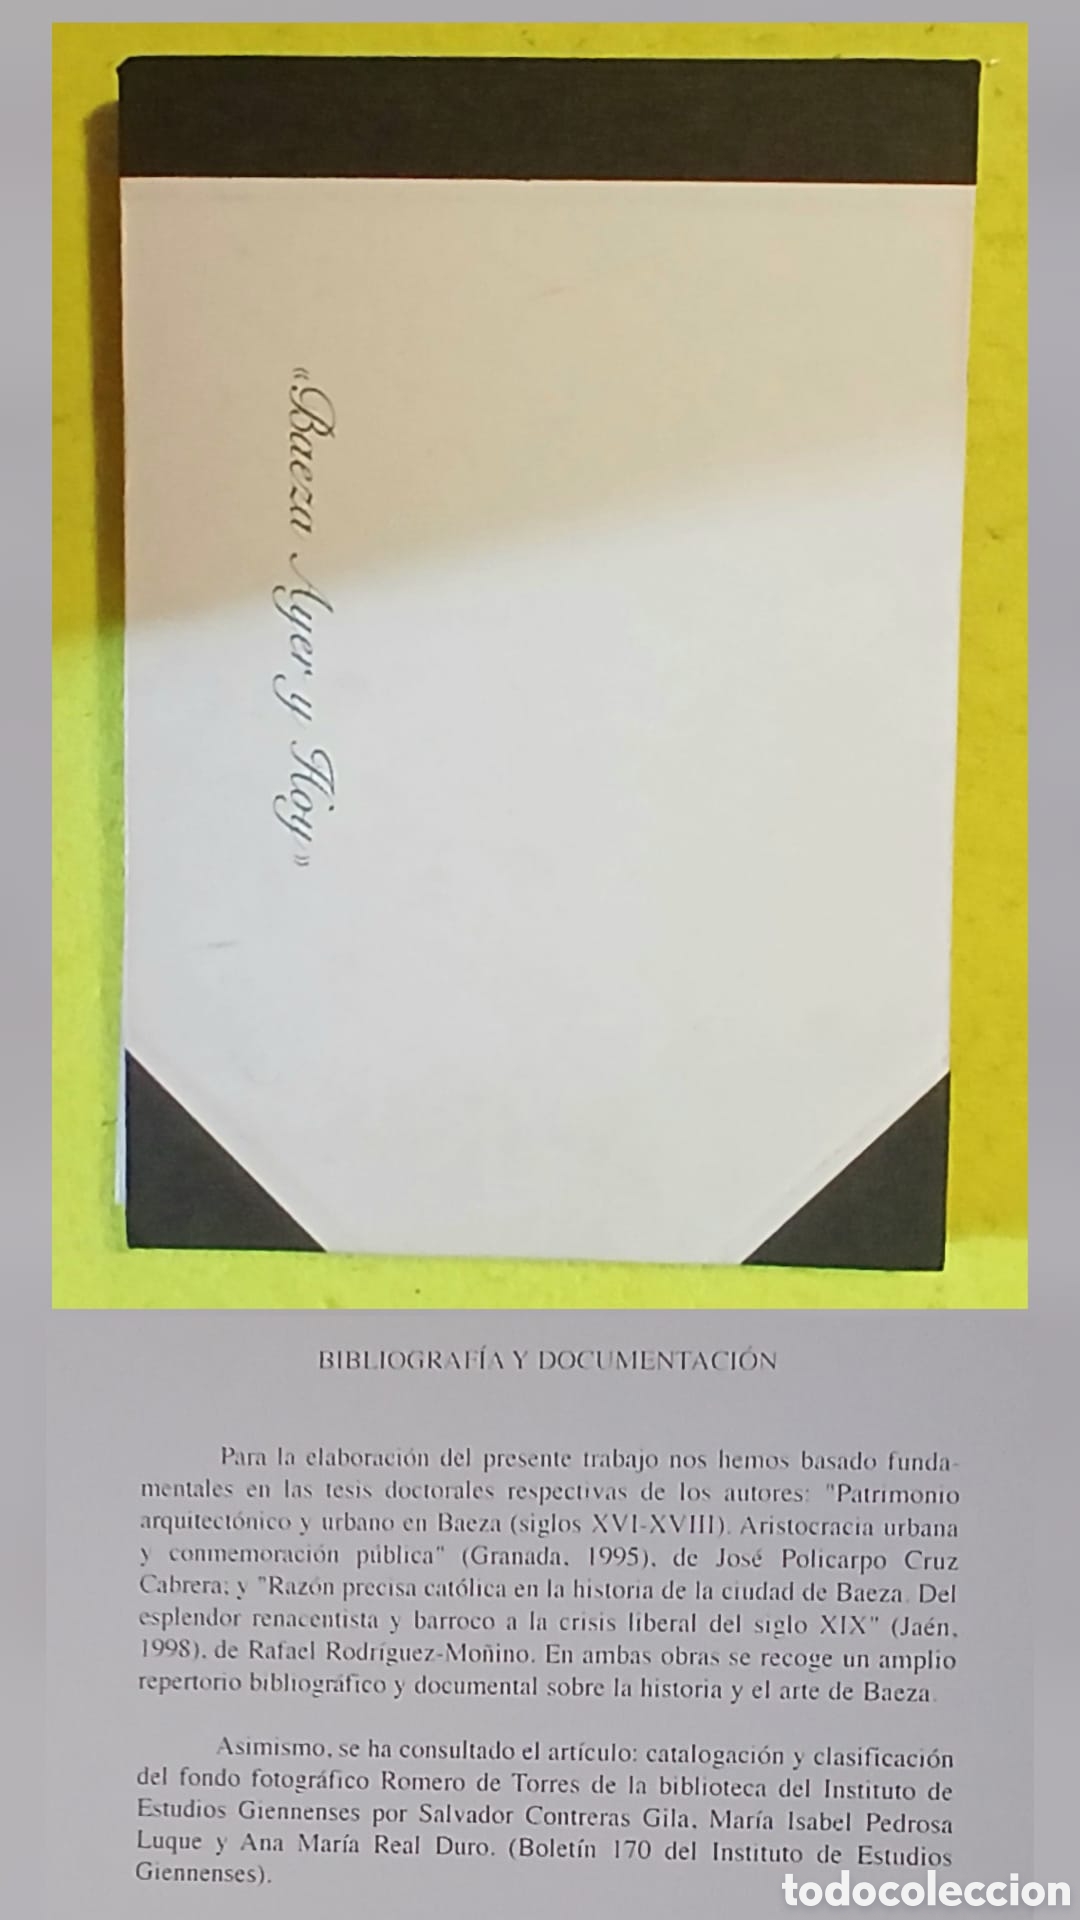 «Baeza Ayer y Hoy»
BIBLIOGRAFÍA Y DOCUMENTACIÓN
Para la elaboración del presente trabajo nos hemos basado funda-
mentales en las tesis doctorales respectivas de los autores: "Patrimonio
arquitectónico y urbano en Baeza (siglos XVI-XVIII). Aristocracia urbana
y conmemoración pública" (Granada, 1995), de José Policarpo Cruz
Cabrera; y "Razón precisa católica en la historia de la ciudad de Baeza. Del
esplendor renacentista y barroco a la crisis liberal del siglo XIX" (Jaén,
1998), de Rafael Rodríguez-Moñino. En ambas obras se recoge un amplio
repertorio bibliográfico y documental sobre la historia y el arte de Baeza.
Asimismo, se ha consultado el artículo: catalogación y clasificación
del fondo fotográfico Romero de Torres de la biblioteca del Instituto de
Estudios Giennenses por Salvador Contreras Gila, María Isabel Pedrosa
Luque y Ana María Real Duro. (Boletín 170 del Instituto de Estudios
Giennenses).
todocoleccion